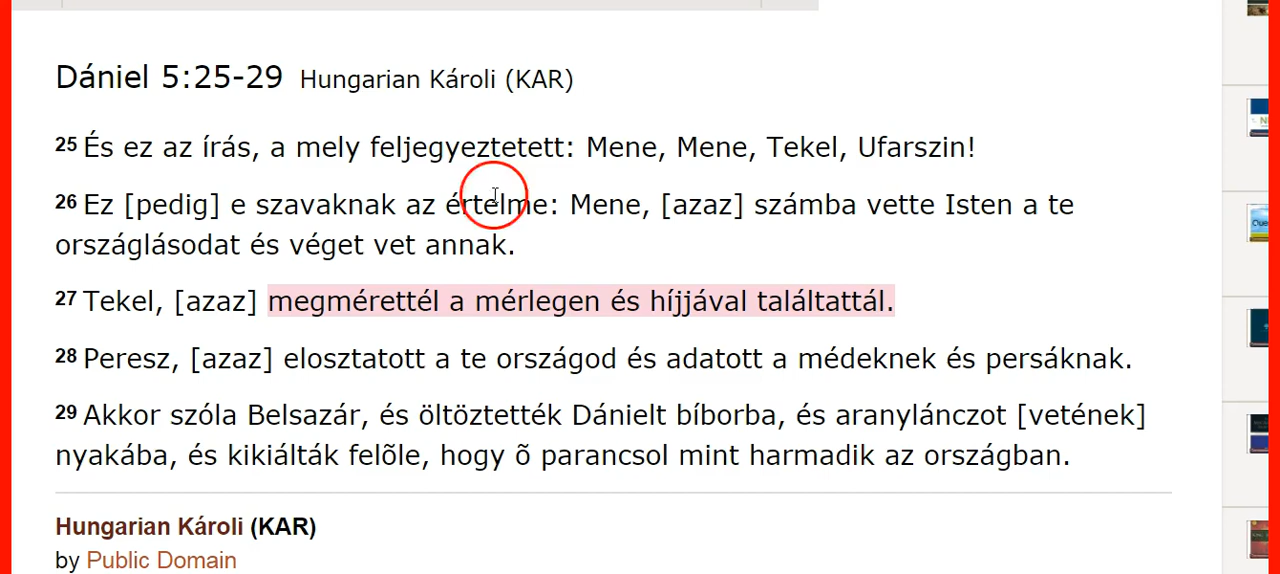 Dániel 5:25-29 Hungarian Károli (KAR)
25 És ez az írás, a mely feljegyeztetett: Mene, Mene, Tekel, Ufarszin!
26 Ez [pedig] e szavaknak az értelme: Mene, [azaz] számba vette Isten a te
országlásodat és véget vet annak.
27 Tekel, [azaz] megmérettél a mérlegen és híjjával találtattál.
28 Peresz, [azaz] elosztatott a te országod és adatott a médeknek és persáknak.
29 Akkor szóla Belsazár, és öltöztették Dánielt bíborba, és aranylánczot [vetének]
nyakába, és kikiálták felõle, hogy õ parancsol mint harmadik az országban.
Hungarian Károli (KAR)
by Public Domain